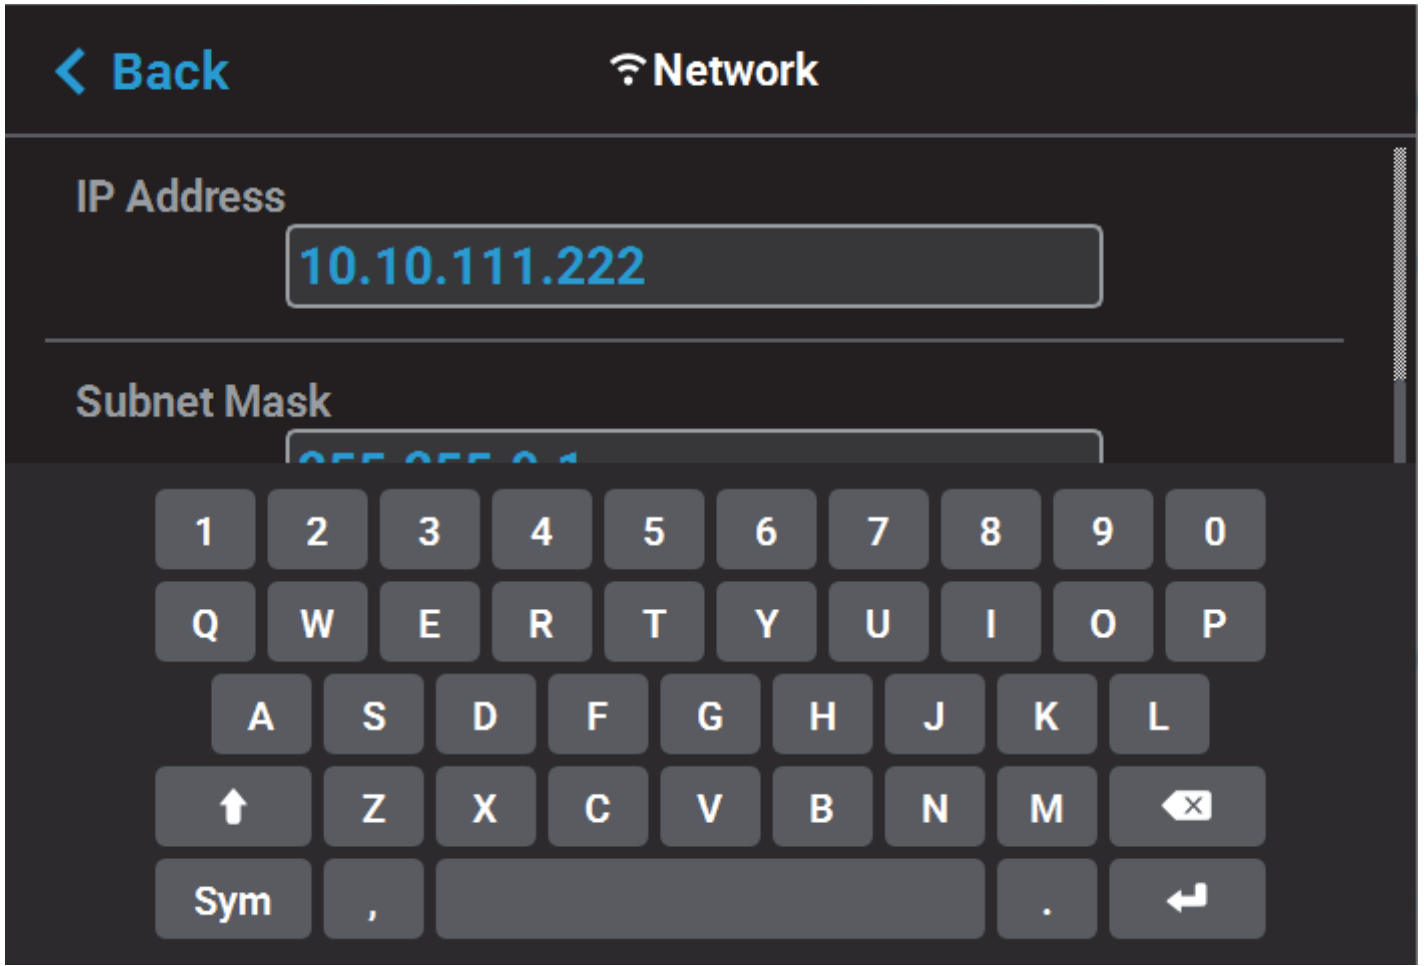 Back
Network
IP Address
10.10.111.222
Subnet Mask
1 2 3 4 5 6 7 8 9 0
Q W E R T Y U I O P
A S D F G H J K L
Z X C V B N M
Sym , .